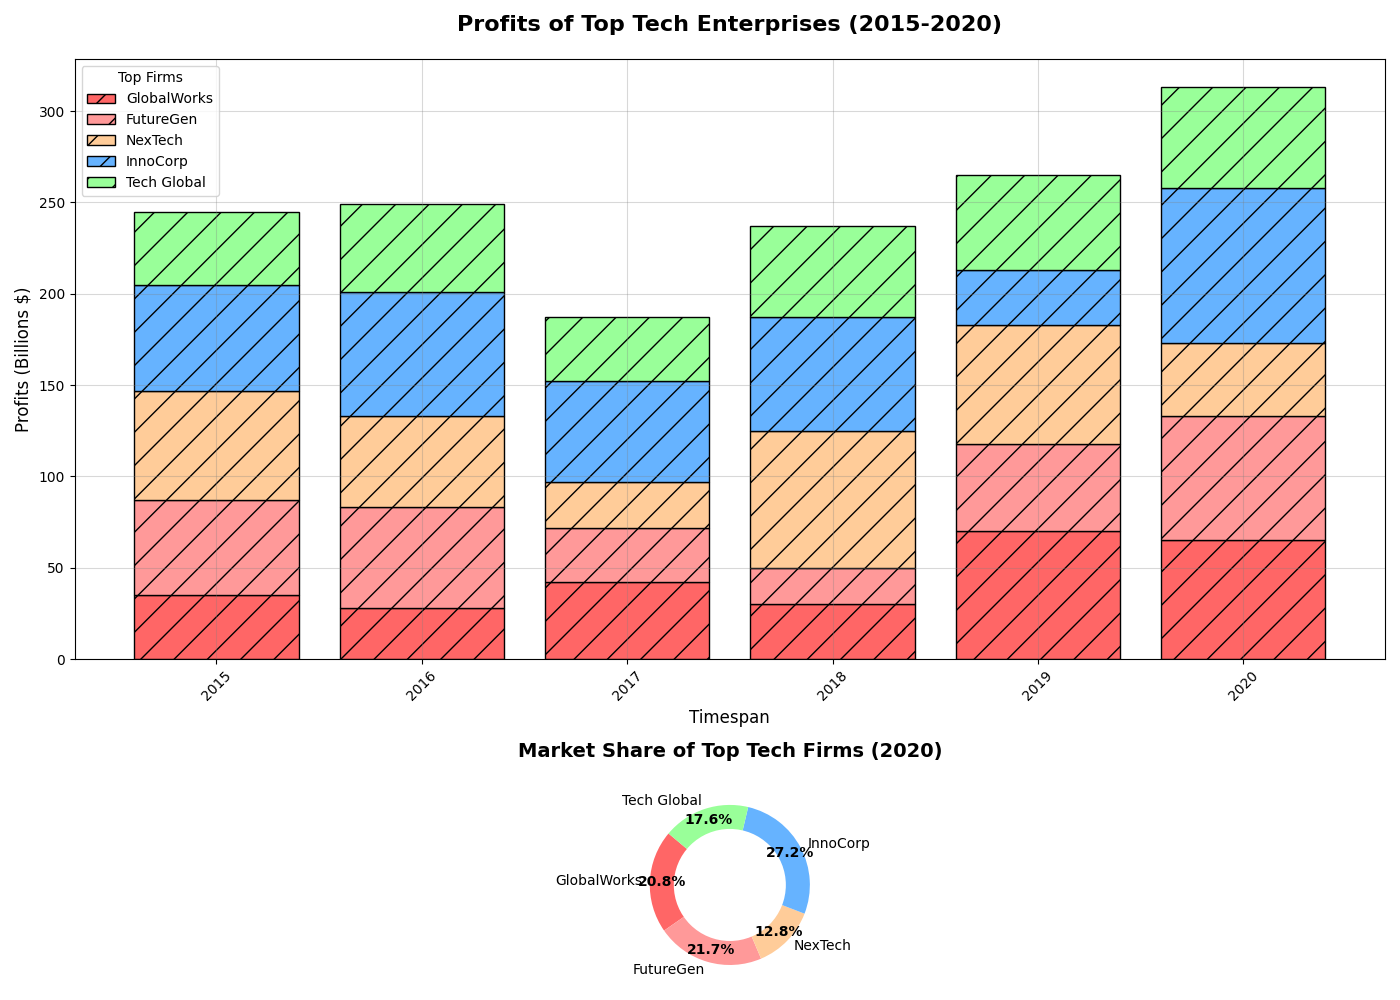 Profits of Top Tech Enterprises (2015-2020)
Profits (Billions $)
300
250
200
150
100
50
0
Top Firms
GlobalWorks
FutureGen
NexTech
InnoCorp
Tech Global
2015
2016
2017
2018
2019
2020
Timespan
Market Share of Top Tech Firms (2020)
Tech Global
17.6%
InnoCorp
27.2%
GlobalWorks
20.8%
12.8%
NexTech
21.7%
FutureGen